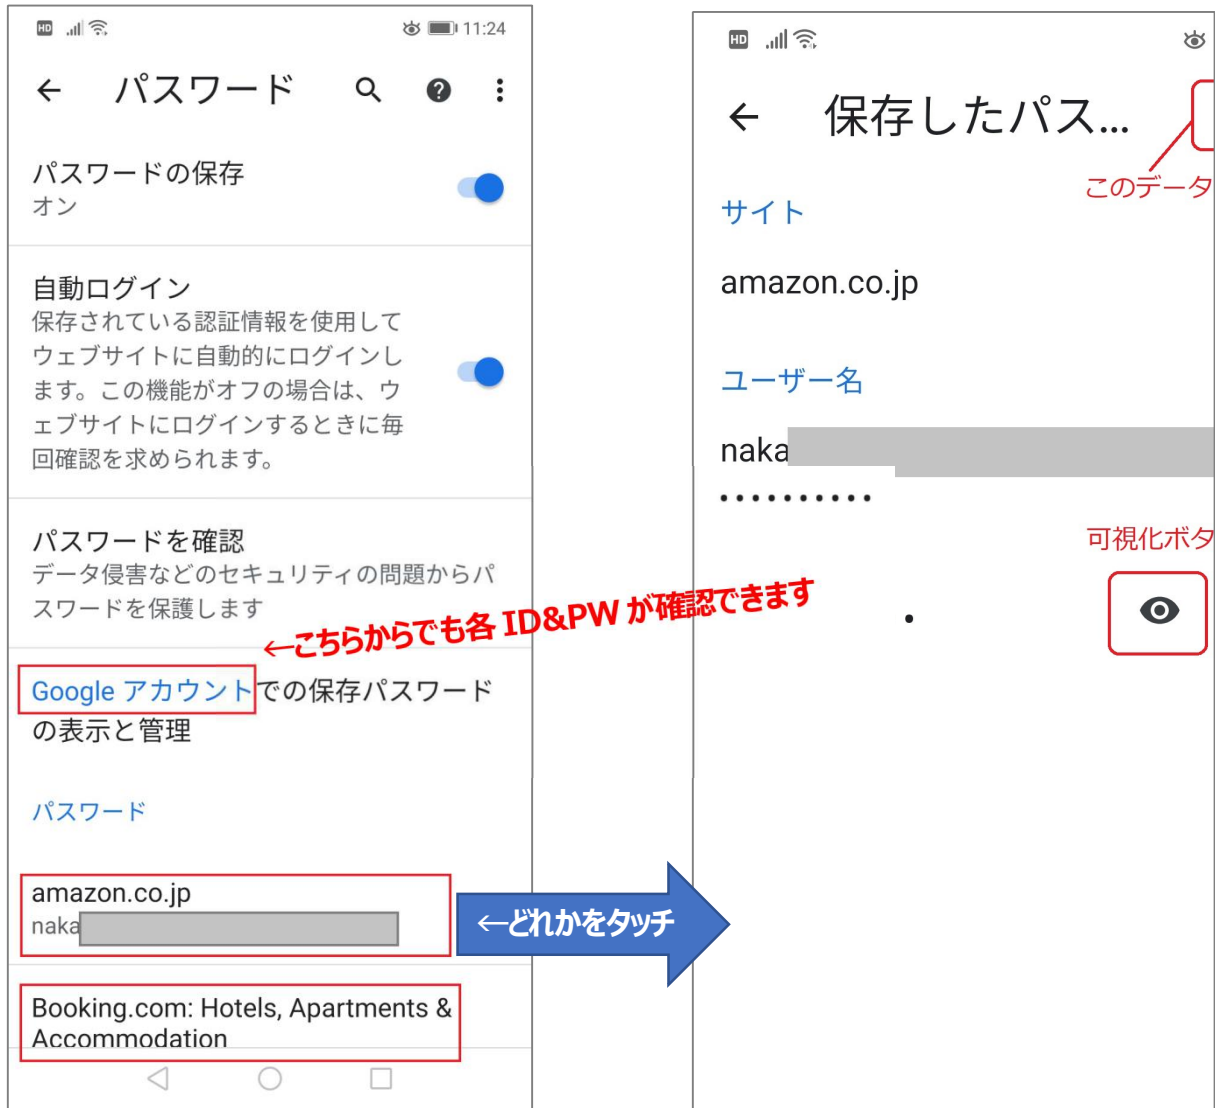 HD 11:24
パスワード
パスワードの保存
オン
自動ログイン
保存されている認証情報を使用して
ウェブサイトに自動的にログインし
ます。この機能がオフの場合は、ウ
ェブサイトにログインするときに毎
回確認を求められます。
パスワードを確認
データ侵害などのセキュリティの問題からパ
スワードを保護します
←こちらからでも各 ID&PW が確認できます
Google アカウントでの保存パスワード
の表示と管理
パスワード
amazon.co.jp
naka
←どれかをタッチ
Booking.com: Hotels, Apartments &
Accommodation
HD
保存したパス...
このデータ
サイト
amazon.co.jp
ユーザー名
naka
••••••••••
可視化ボタ